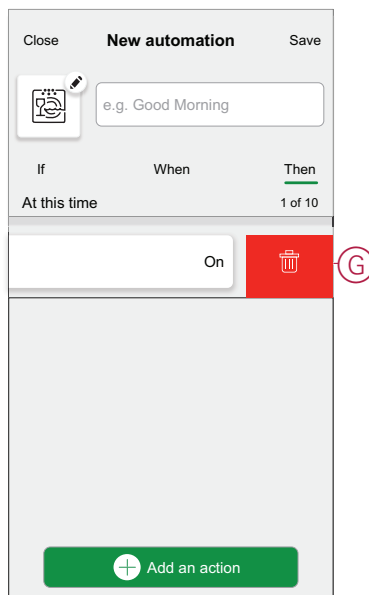 Close New automation Save
e.g. Good Morning
If When Then
At this time 1 of 10
On
G
Add an action